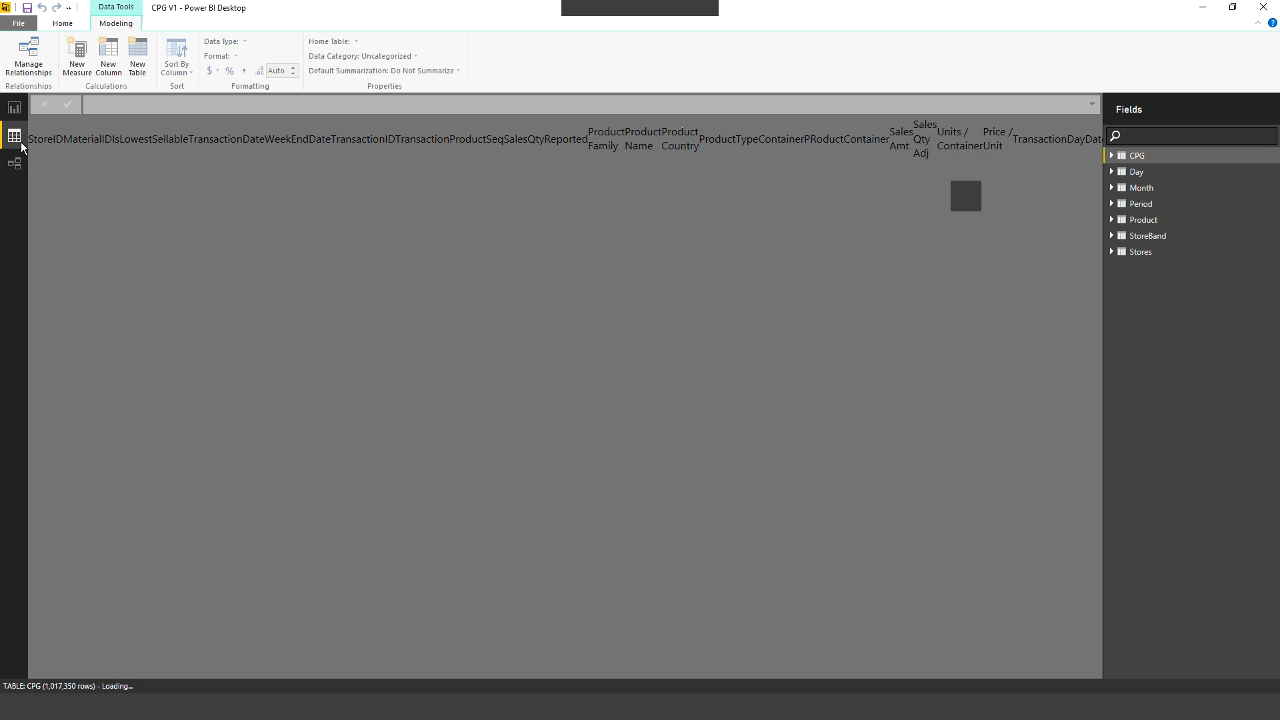 Data Tools
CPG V1 - Power BI Desktop
File
Home
Modeling
Manage
Relationships
New
Measure
New
Column
New
Table
Sort By
Column
Data Type:
Format:
$ % , Auto
Home Table:
Data Category: Uncategorized
Default Summarization: Do Not Summarize
Relationships
Calculations
Sort
Formatting
Properties
StoreIDMaterialIDIsLowestSellableTransactionDateWeekEndDateTransactionIDTransactionProductSeqSalesQtyReported
Product
Family
Product
Name
Product
Country
ProductTypeContainerPRoductContainer
Sales
Amt
Sales
Qty
Adj
Units /
Container
Price /
Unit
TransactionDayDat
Fields
CPG
Day
Month
Period
Product
StoreBand
Stores
TABLE: CPG (1,017,350 rows) - Loading...